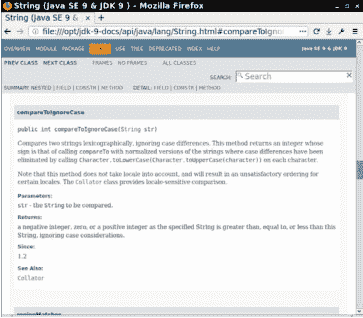 String (Java SE 9 & JDK 9 ) - Mozilla Firefox
String (Java SE 9 & JD
file:///opt/jdk-9-docs/api/java/lang/String.html#compareToIgnor
Search
OVERVIEW MODULE PACKAGE CLASS USE TREE DEPRECATED INDEX HELP
Java SE 9 & JDK 9
PREV CLASS NEXT CLASS FRAMES NO FRAMES ALL CLASSES
SEARCH: Search
SUMMARY: NESTED | FIELD | CONSTR | METHOD DETAIL: FIELD | CONSTR | METHOD
compareToIgnoreCase
public int compareToIgnoreCase(String str)
Compares two strings lexicographically, ignoring case differences. This method returns an integer whose
sign is that of calling compareTo with normalized versions of the strings where case differences have been
eliminated by calling Character.toLowerCase(Character.toUpperCase(character)) on each character.
Note that this method does not take locale into account, and will result in an unsatisfactory ordering for
certain locales. The Collator class provides locale-sensitive comparison.
Parameters:
str - the String to be compared.
Returns:
a negative integer, zero, or a positive integer as the specified String is greater than, equal to, or less than this
String, ignoring case considerations.
Since:
1.2
See Also:
Collator
regionMatches